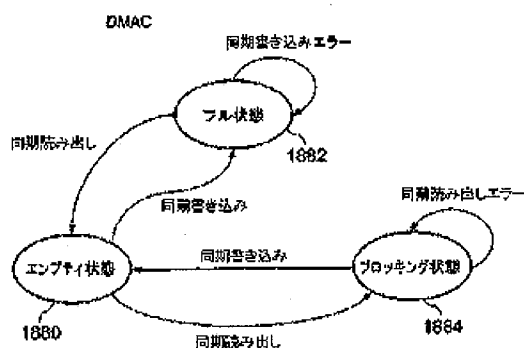 DMAC
同期書き込みエラー
フル状態
1882
同期読み出し
同期書き込み
同期読み出しエラー
同期書き込み
エンプティ状態
ブロッキング状態
1880
1884
同期読み出し